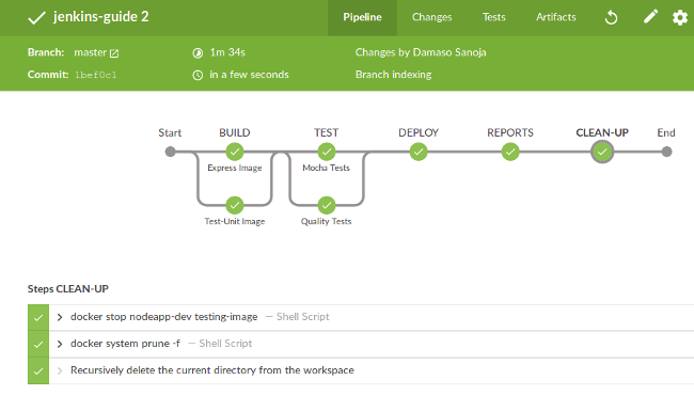 jenkins-guide 2
Pipeline Changes Tests Artifacts
Branch: master 1m 34s Changes by Damaso Sanoja
Commit: 1bef0c1 in a few seconds Branch indexing
Start BUILD TEST DEPLOY REPORTS CLEAN-UP End
Express Image Mocha Tests
Test-Unit Image Quality Tests
Steps CLEAN-UP
docker stop nodeapp-dev testing-image — Shell Script
docker system prune -f — Shell Script
Recursively delete the current directory from the workspace